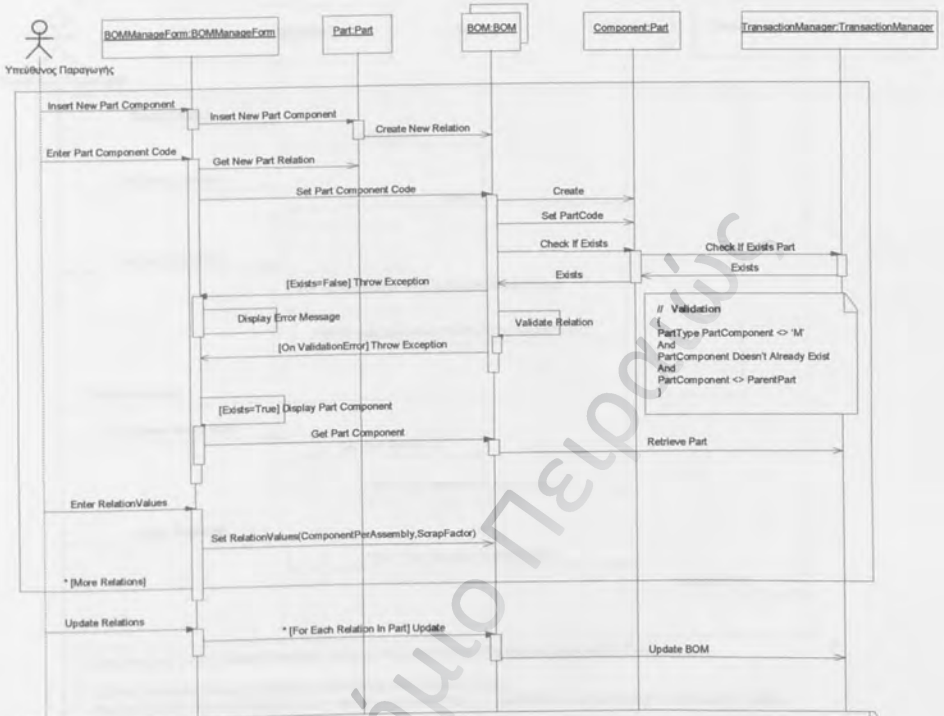 BOMManageForm:BOMManageForm
Part:Part
BOM:BOM
Component:Part
TransactionManager:TransactionManager
Υπεύθυνος Παραγωγής
Insert New Part Component
Insert New Part Component
Create New Relation
Enter Part Component Code
Get New Part Relation
Set Part Component Code
Create
Set PartCode
Check If Exists
Check If Exists Part
Exists
Exists
[Exists=False] Throw Exception
Display Error Message
Validate Relation
[On ValidationError] Throw Exception
// Validation
{
PartType PartComponent <> 'M'
And
PartComponent Doesn't Already Exist
And
PartComponent <> ParentPart
}
[Exists=True] Display Part Component
Get Part Component
Retrieve Part
Enter RelationValues
Set RelationValues(ComponentPerAssembly,ScrapFactor)
* [More Relations]
Update Relations
* [For Each Relation In Part] Update
Update BOM
Πειραιώς